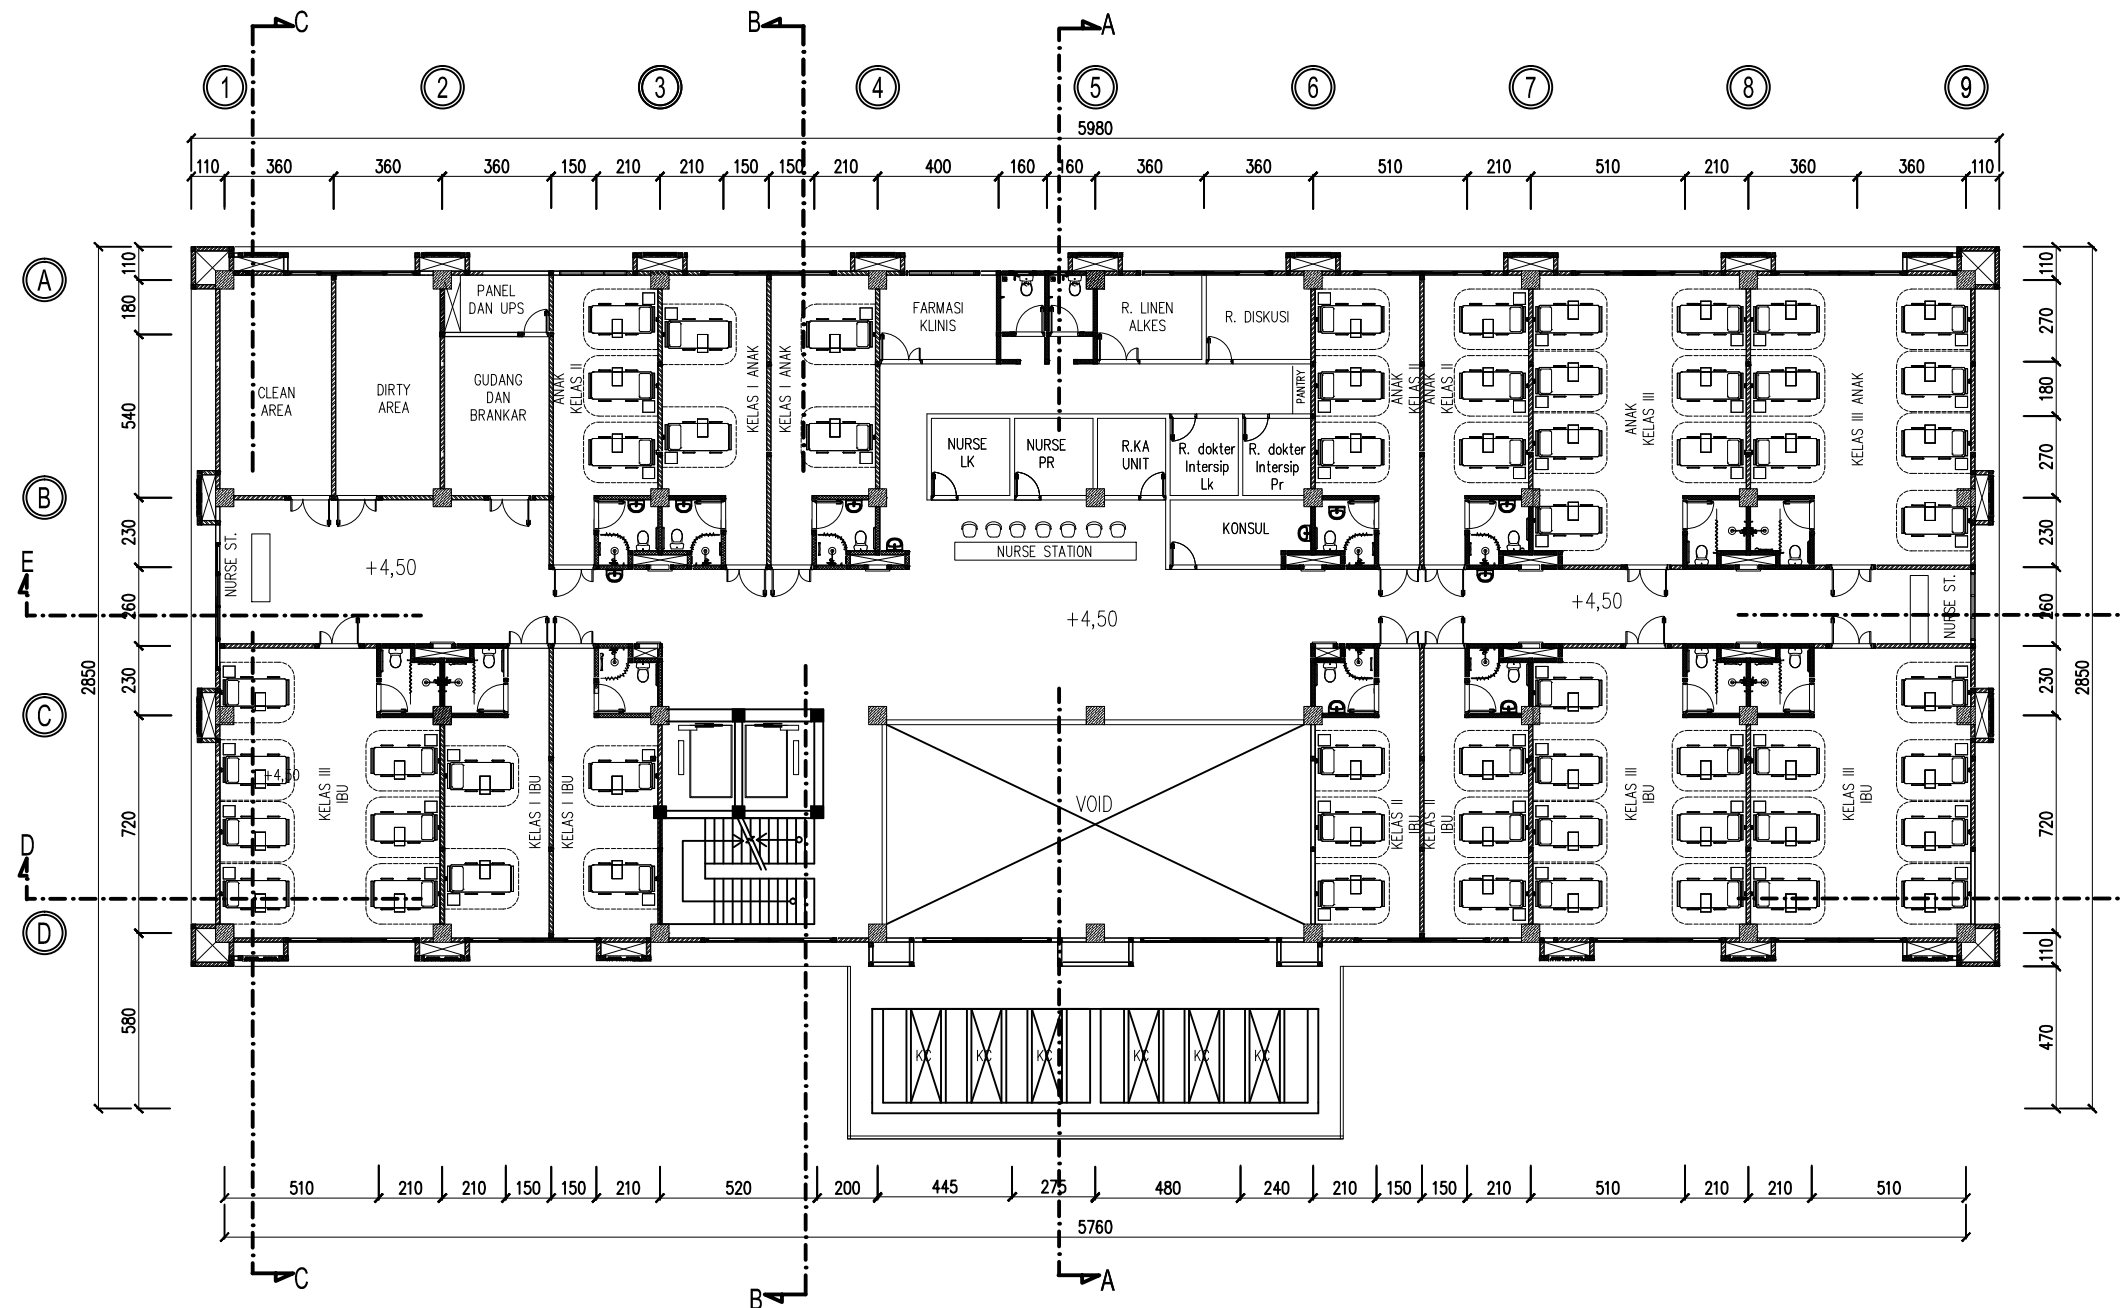 C
B
A
1
2
3
4
5
6
7
8
9
5980
110
360
360
360
150
210
210
150
150
210
400
160
160
360
360
510
210
510
210
360
360
110
A
B
C
D
E
D
2850
110
180
540
230
260
230
720
580
CLEAN
AREA
DIRTY
AREA
PANEL
DAN UPS
GUDANG
DAN
BRANKAR
ANAK
KELAS II
KELAS I ANAK
KELAS I ANAK
FARMASI
KLINIS
R. LINEN
ALKES
R. DISKUSI
PANTRY
NURSE
LK
NURSE
PR
R.KA
UNIT
R. dokter
Intersip
Lk
R. dokter
Intersip
Pr
KONSUL
NURSE STATION
ANAK
KELAS II
ANAK
KELAS II
ANAK
KELAS III
KELAS III ANAK
NURSE ST.
+4,50
+4,50
+4,50
NURSE ST.
+4,50
KELAS III
IBU
KELAS I IBU
KELAS I IBU
VOID
KELAS II
IBU
KELAS II
IBU
KELAS III
IBU
KELAS III
IBU
KC
KC
KC
KC
KC
KC
110
270
180
270
230
260
230
720
110
470
2850
510
210
210
150
150
210
520
200
445
275
480
240
210
150
150
210
510
210
210
510
5760
C
B
A